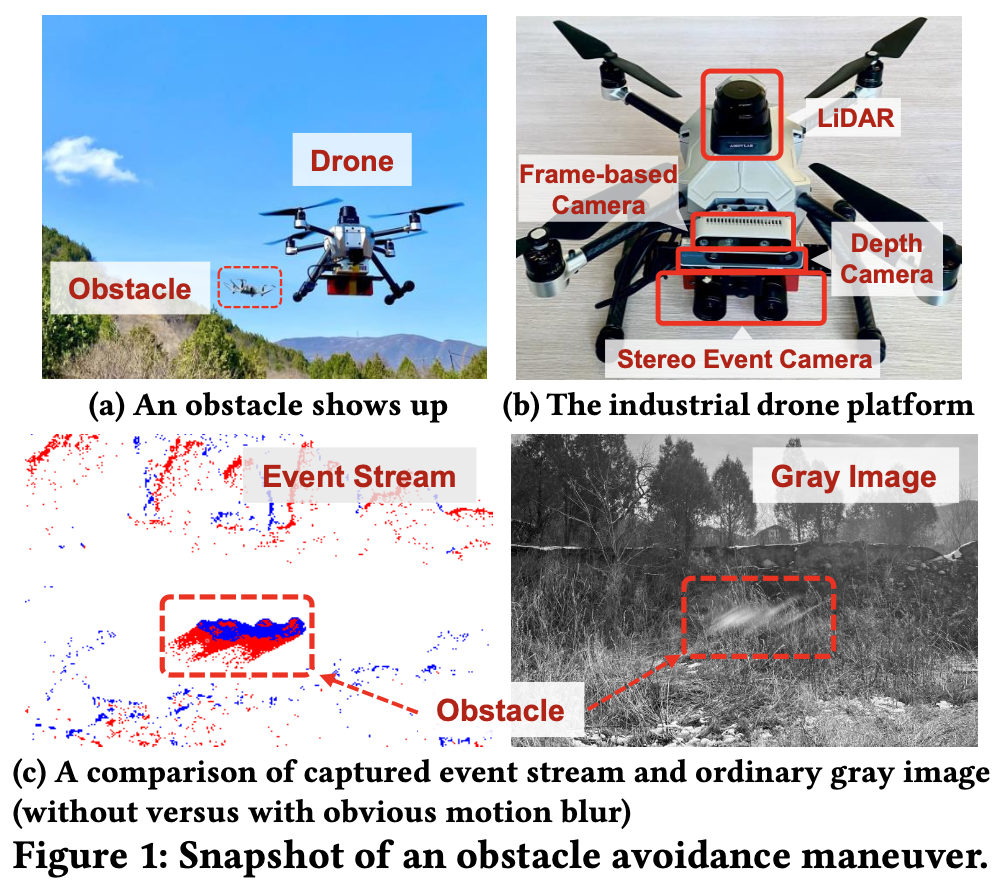 Drone
Obstacle
(a) An obstacle shows up
LiDAR
Frame-based
Camera
Depth
Camera
Stereo Event Camera
(b) The industrial drone platform
Event Stream
Gray Image
Obstacle
(c) A comparison of captured event stream and ordinary gray image
(without versus with obvious motion blur)
Figure 1: Snapshot of an obstacle avoidance maneuver.